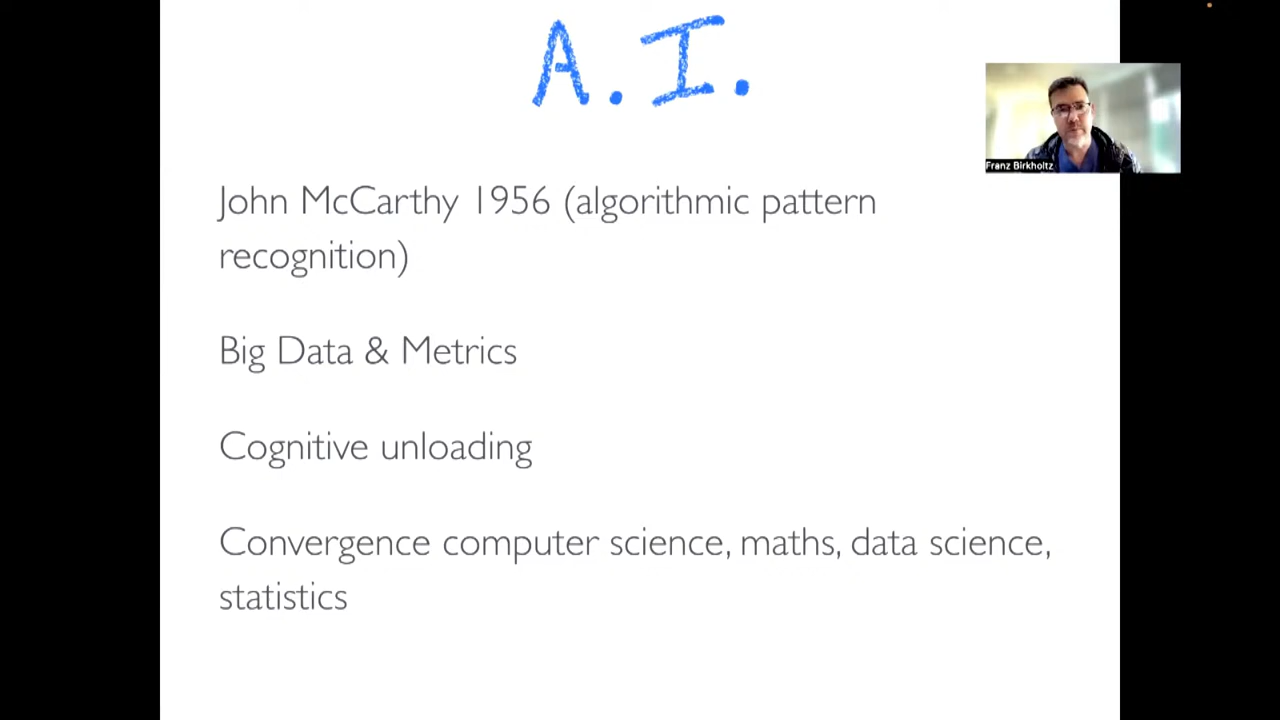 A.I.
Franz Birkholtz
John McCarthy 1956 (algorithmic pattern
recognition)
Big Data & Metrics
Cognitive unloading
Convergence computer science, maths, data science,
statistics